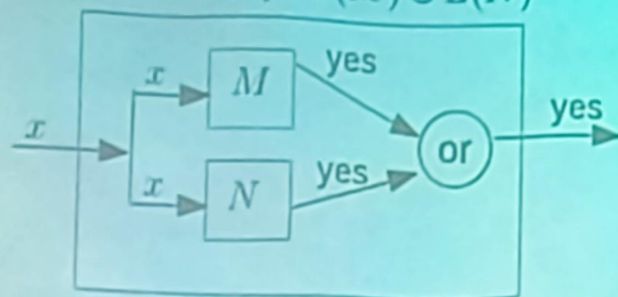 x M yes
x or yes
x N yes